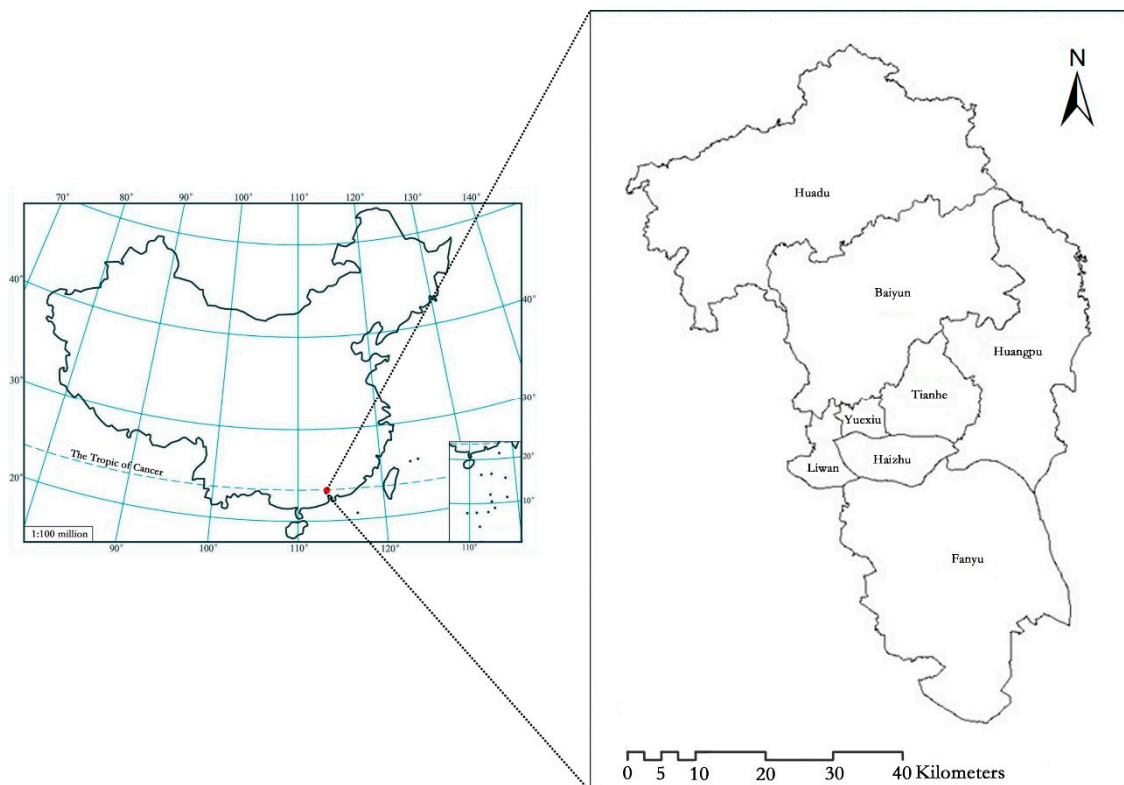 70°
80°
90°
100°
110°
120°
130°
140°
40°
40°
30°
30°
The Tropic of Cancer
20°
20°
10°
1:100 million
90°
100°
110°
120°
110°
N
Huadu
Baiyun
Huangpu
Tianhe
Yuexiu
Haizhu
Liwan
Fanyu
0 5 10 20 30 40 Kilometers